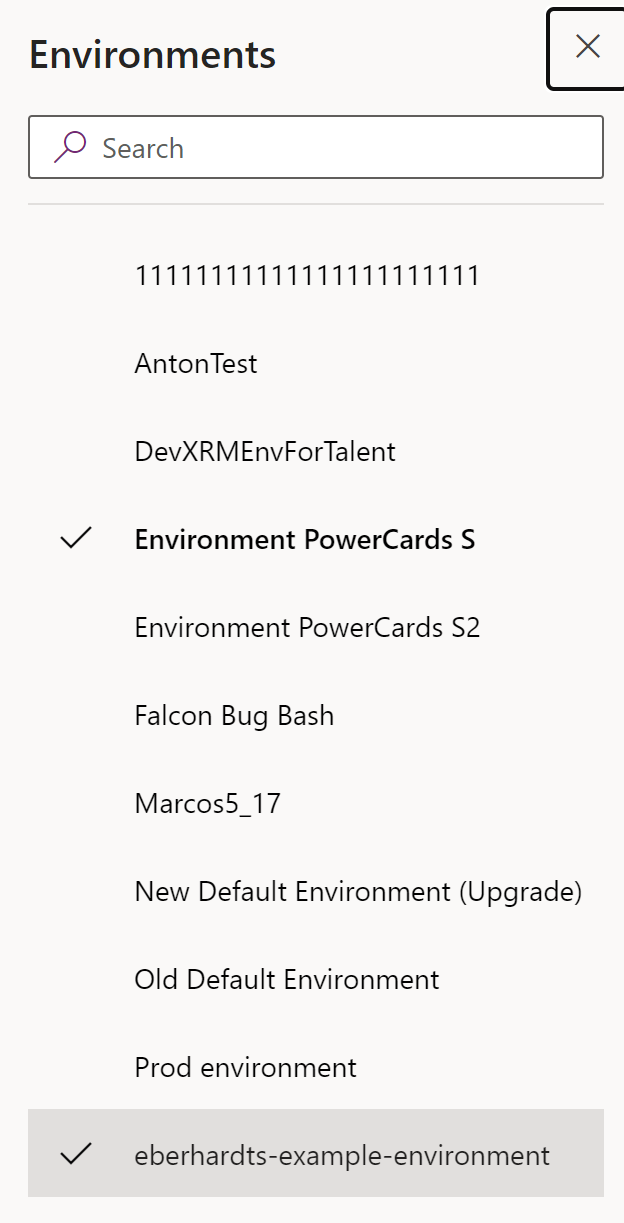 Environments
Search
11111111111111111111111
AntonTest
DevXRMEnvForTalent
Environment PowerCards S
Environment PowerCards S2
Falcon Bug Bash
Marcos5_17
New Default Environment (Upgrade)
Old Default Environment
Prod environment
eberhardts-example-environment